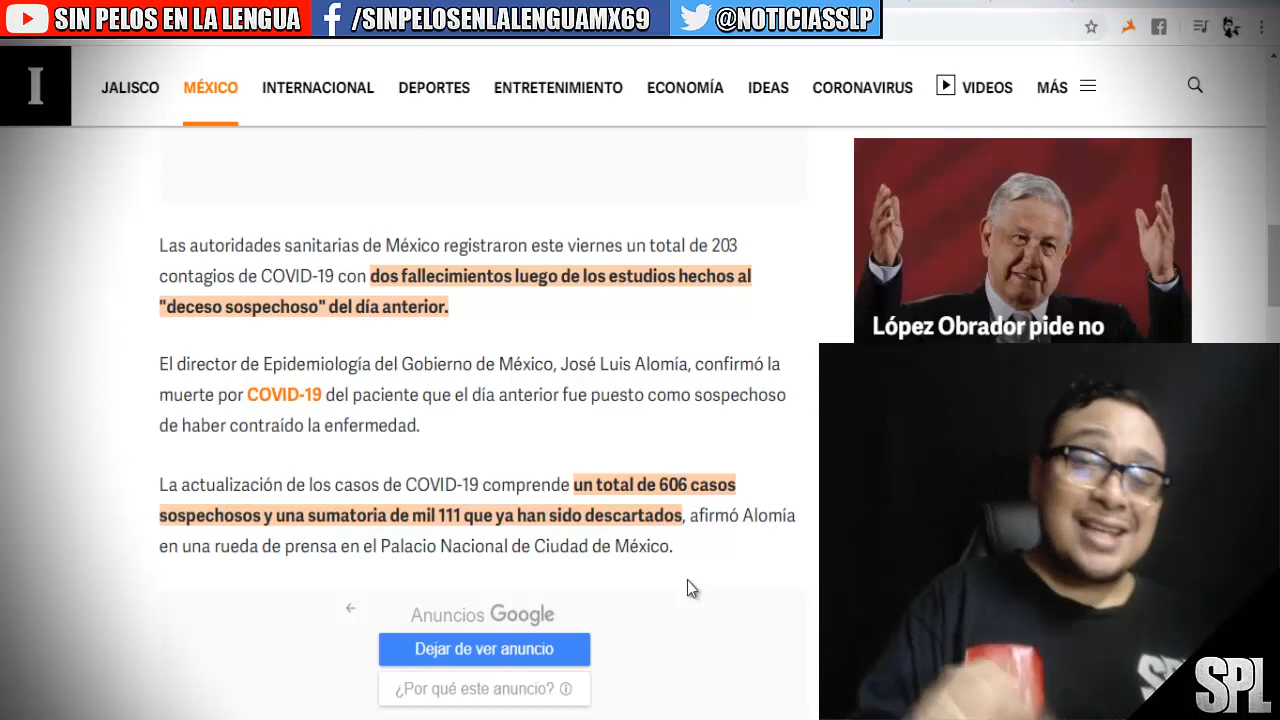 SIN PELOS EN LA LENGUA
/SINPELOSENLALENGUAMX69
@NOTICIASSLP
I
JALISCO MÉXICO INTERNACIONAL DEPORTES ENTRETENIMIENTO ECONOMÍA IDEAS CORONAVIRUS VIDEOS MÁS
Las autoridades sanitarias de México registraron este viernes un total de 203
contagios de COVID-19 con dos fallecimientos luego de los estudios hechos al
"deceso sospechoso" del día anterior.
El director de Epidemiología del Gobierno de México, José Luis Alomía, confirmó la
muerte por COVID-19 del paciente que el día anterior fue puesto como sospechoso
de haber contraído la enfermedad.
La actualización de los casos de COVID-19 comprende un total de 606 casos
sospechosos y una sumatoria de mil 111 que ya han sido descartados, afirmó Alomía
en una rueda de prensa en el Palacio Nacional de Ciudad de México.
Anuncios Google
Dejar de ver anuncio
¿Por qué este anuncio?
López Obrador pide no
SPL
SPL